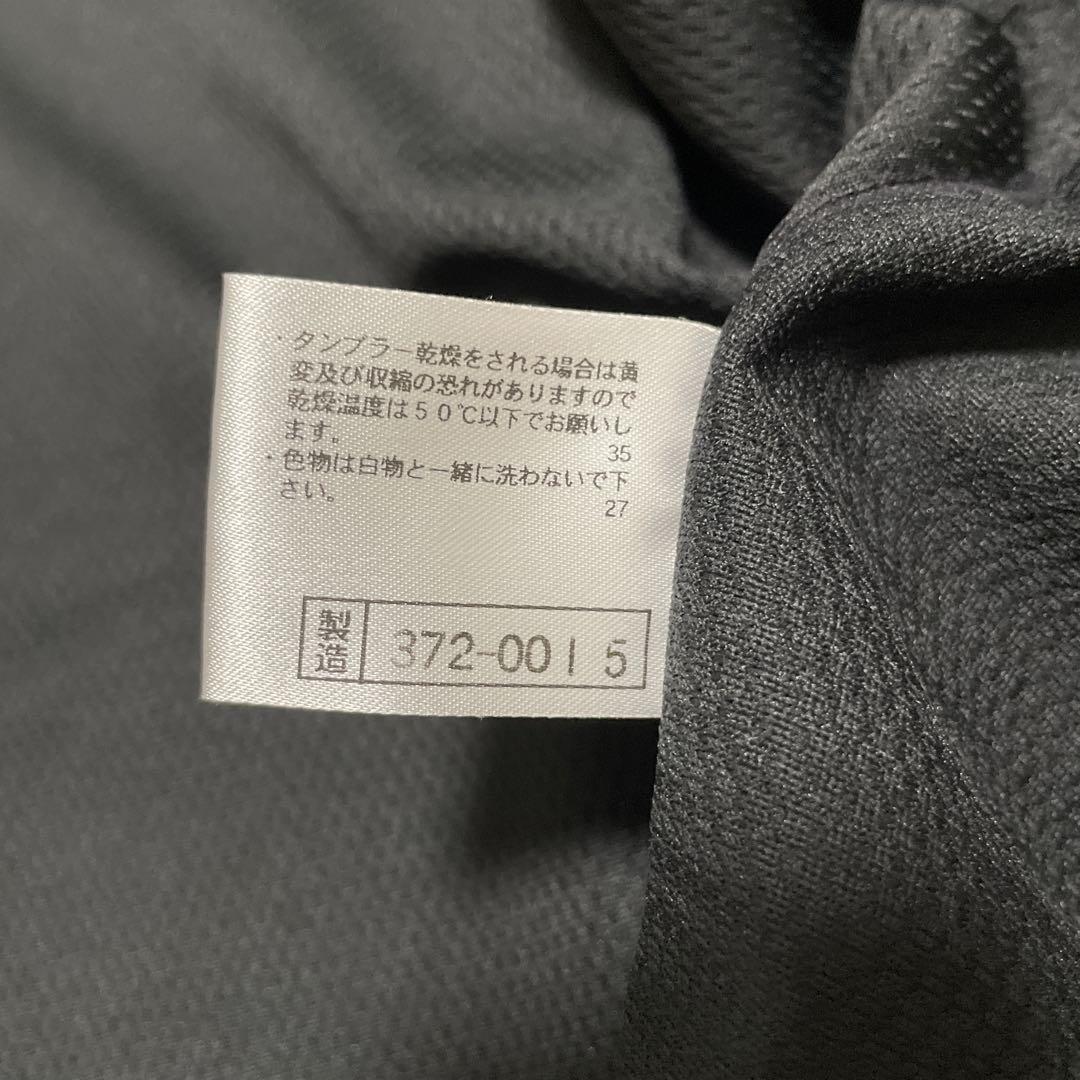 ・タンブラー乾燥をされる場合は黄
変及び収縮の恐れがありますので
乾燥温度は５０℃以下でお願いし
ます。 35
・色物は白物と一緒に洗わないで下
さい。 27
製造 372-0015